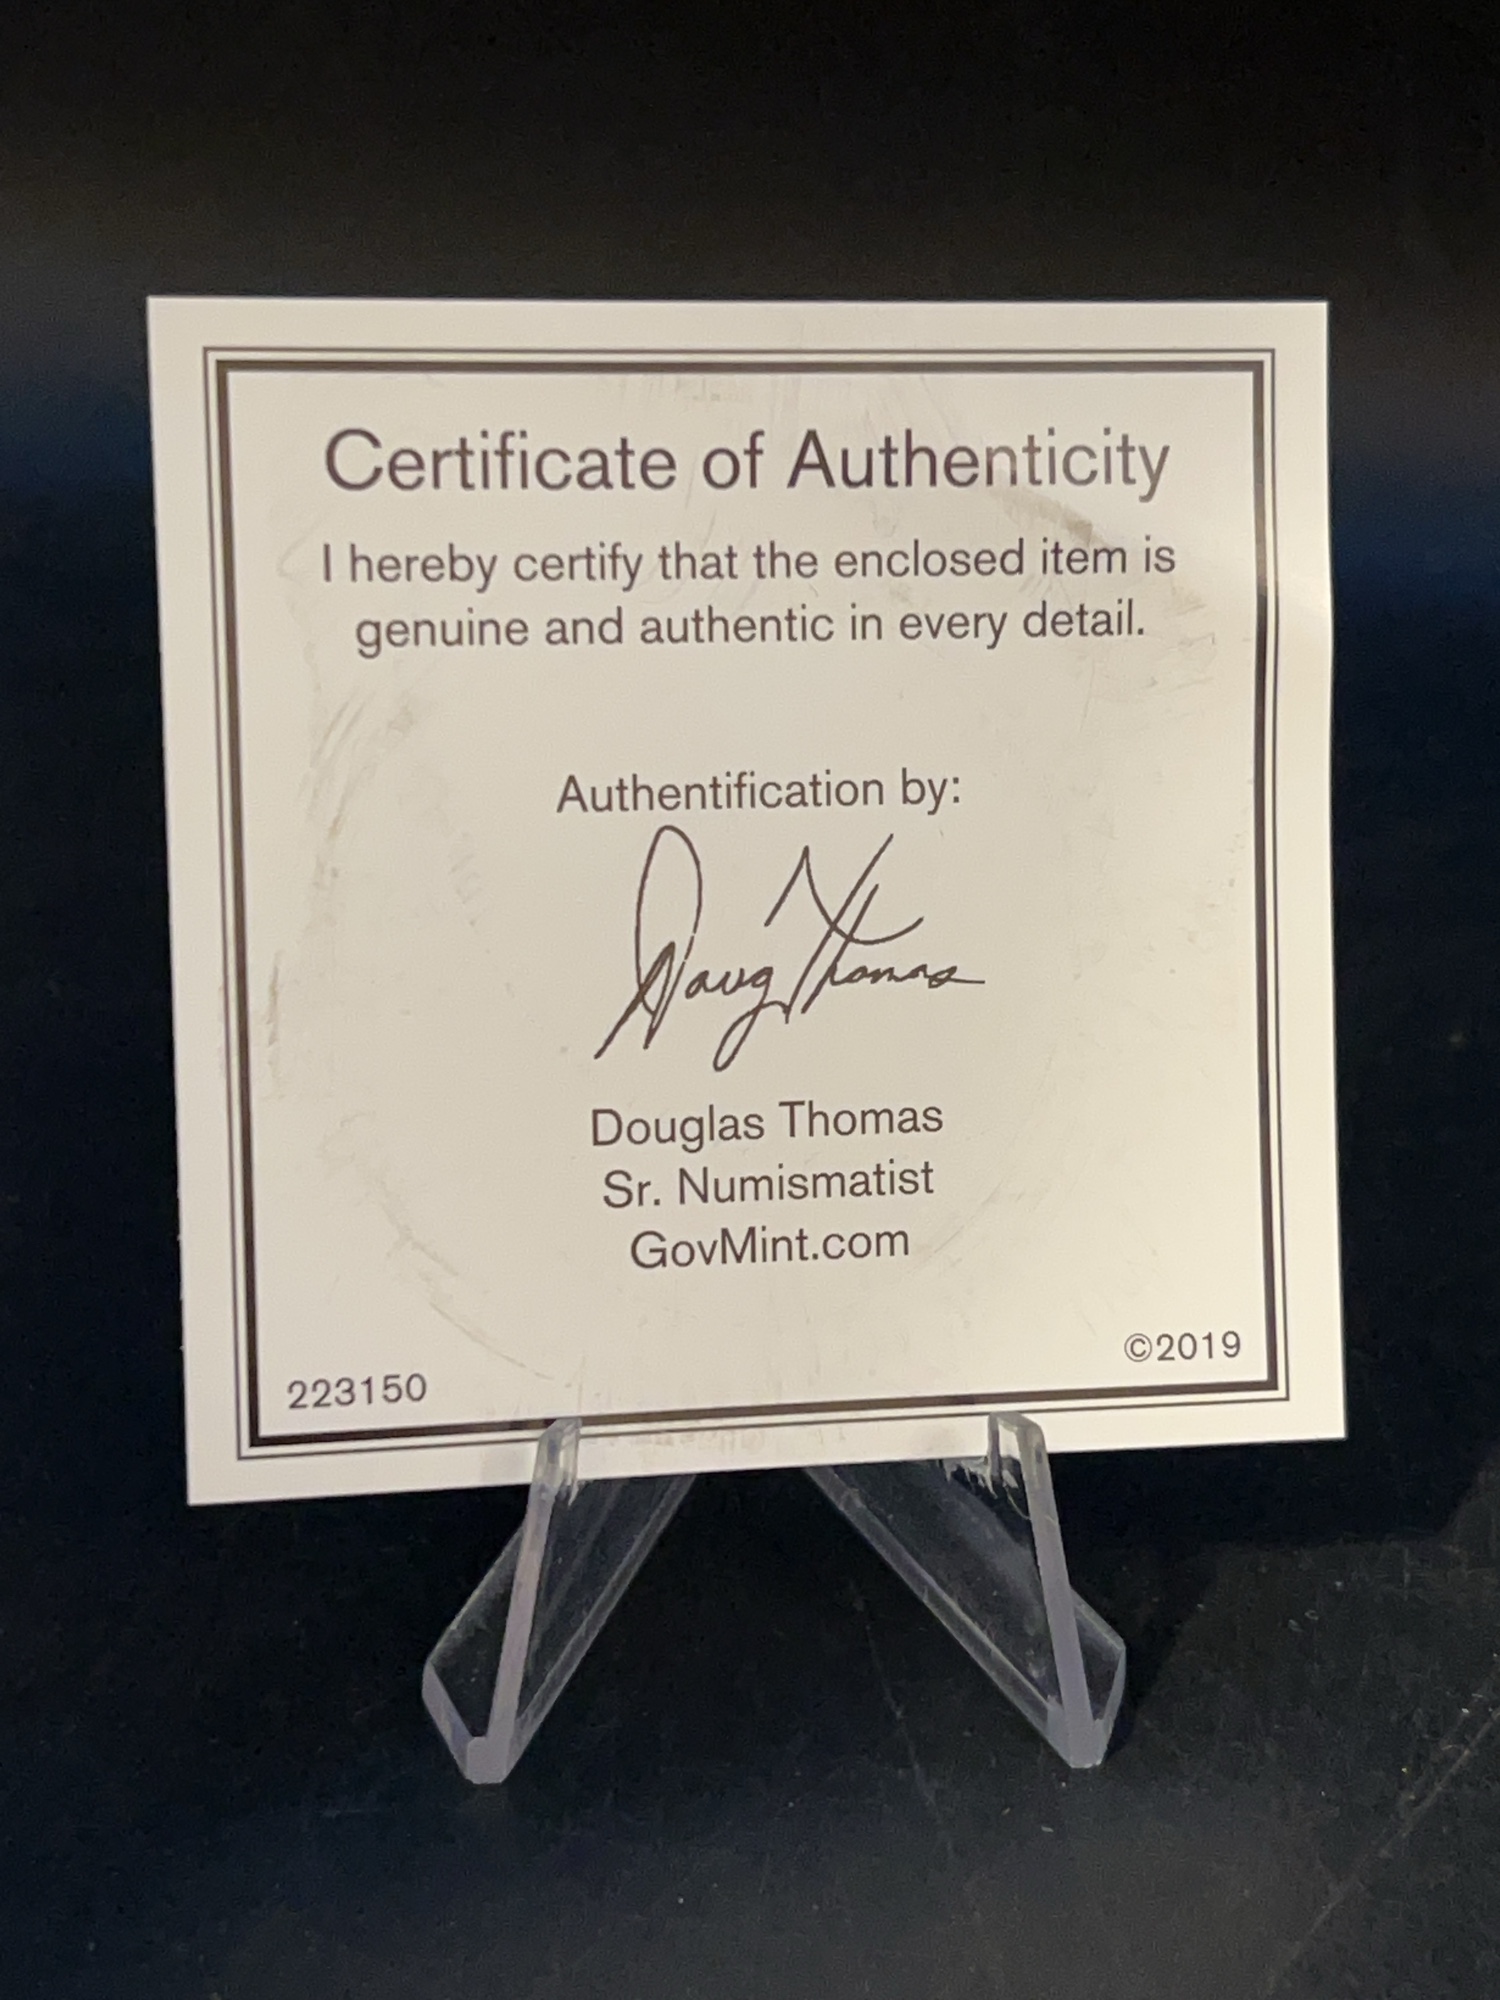 Certificate of Authenticity
I hereby certify that the enclosed item is
genuine and authentic in every detail.
Authentification by:
Doug Thomas
Douglas Thomas
Sr. Numismatist
GovMint.com
©2019
223150